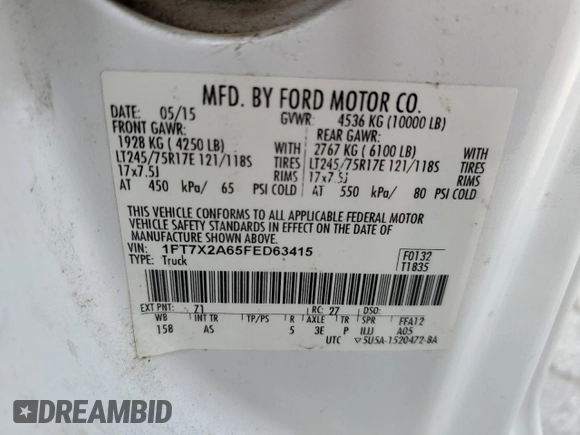 MFD. BY FORD MOTOR CO.
DATE: 05/15 GVWR: 4536 KG (10000 LB)
FRONT GAWR: REAR GAWR:
1928 KG ( 4250 LB) 2767 KG ( 6100 LB)
LT245/75R17E 121/118S TIRES LT245/75R17E 121/118S TIRES
17x7.5J RIMS 17x7.5J RIMS
AT 450 kPa/ 65 PSI COLD AT 550 kPa/ 80 PSI COLD
THIS VEHICLE CONFORMS TO ALL APPLICABLE FEDERAL MOTOR
VEHICLE SAFETY STANDARDS IN EFFECT ON THE DATE OF
MANUFACTURE SHOWN ABOVE.
VIN: 1FT7X2A65FED63415 F0132
TYPE: Truck T1835
EXT PNT: 71 RC: 27 DSO:
WB INT TR TP/PS R AXLE TR SPR FFA12
158 AS 5 3E P IIJJ A05
UTC 5U5A-1520472-BA
DREAMBID